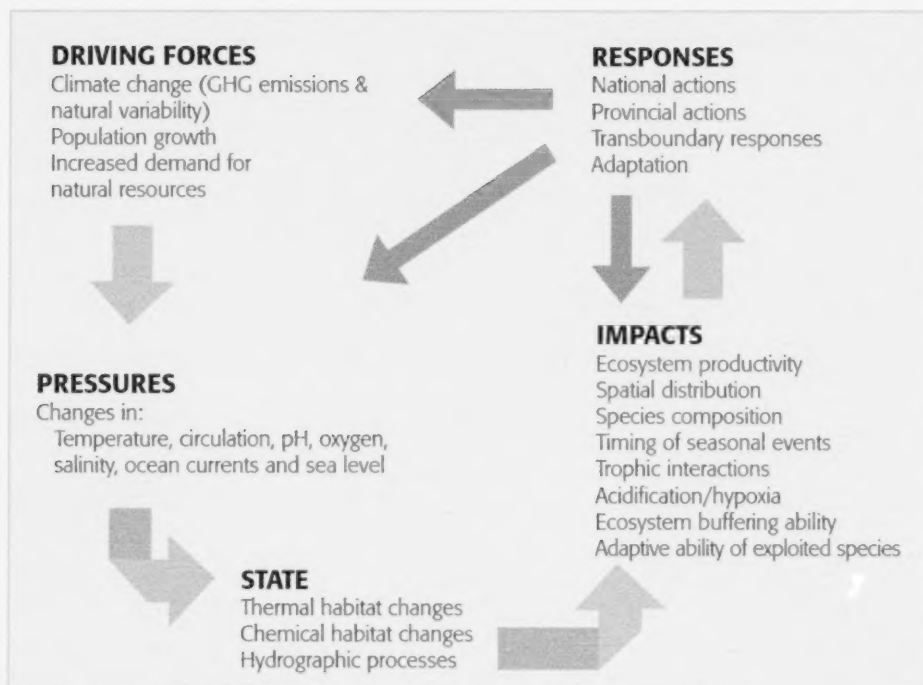 DRIVING FORCES
Climate change (GHG emissions &
natural variability)
Population growth
Increased demand for
natural resources
RESPONSES
National actions
Provincial actions
Transboundary responses
Adaptation
PRESSURES
Changes in:
Temperature, circulation, pH, oxygen,
salinity, ocean currents and sea level
IMPACTS
Ecosystem productivity
Spatial distribution
Species composition
Timing of seasonal events
Trophic interactions
Acidification/hypoxia
Ecosystem buffering ability
Adaptive ability of exploited species
STATE
Thermal habitat changes
Chemical habitat changes
Hydrographic processes